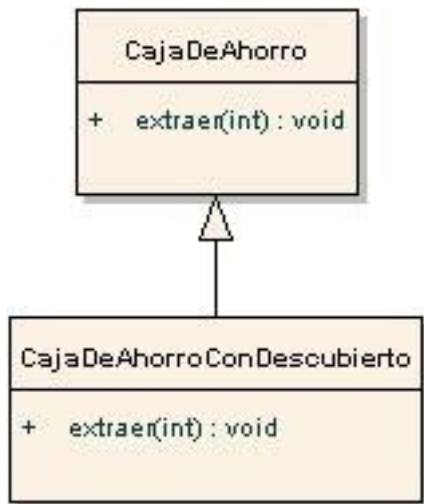 CajaDeAhorro
+ extraer(int) : void
CajaDeAhorroConDescubierto
+ extraer(int) : void